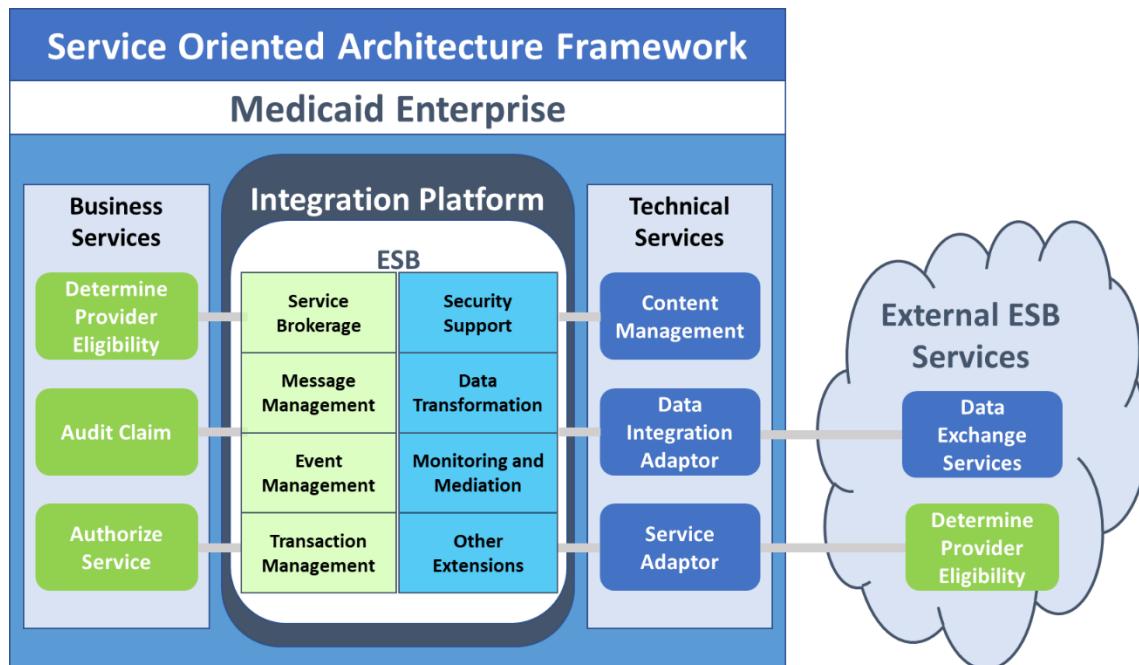 Service Oriented Architecture Framework
Medicaid Enterprise
Business
Services
Determine
Provider
Eligibility
Audit Claim
Authorize
Service
Integration Platform
ESB
Service
Brokerage
Security
Support
Message
Management
Data
Transformation
Event
Management
Monitoring and
Mediation
Transaction
Management
Other
Extensions
Technical
Services
Content
Management
Data
Integration
Adaptor
Service
Adaptor
External ESB
Services
Data
Exchange
Services
Determine
Provider
Eligibility